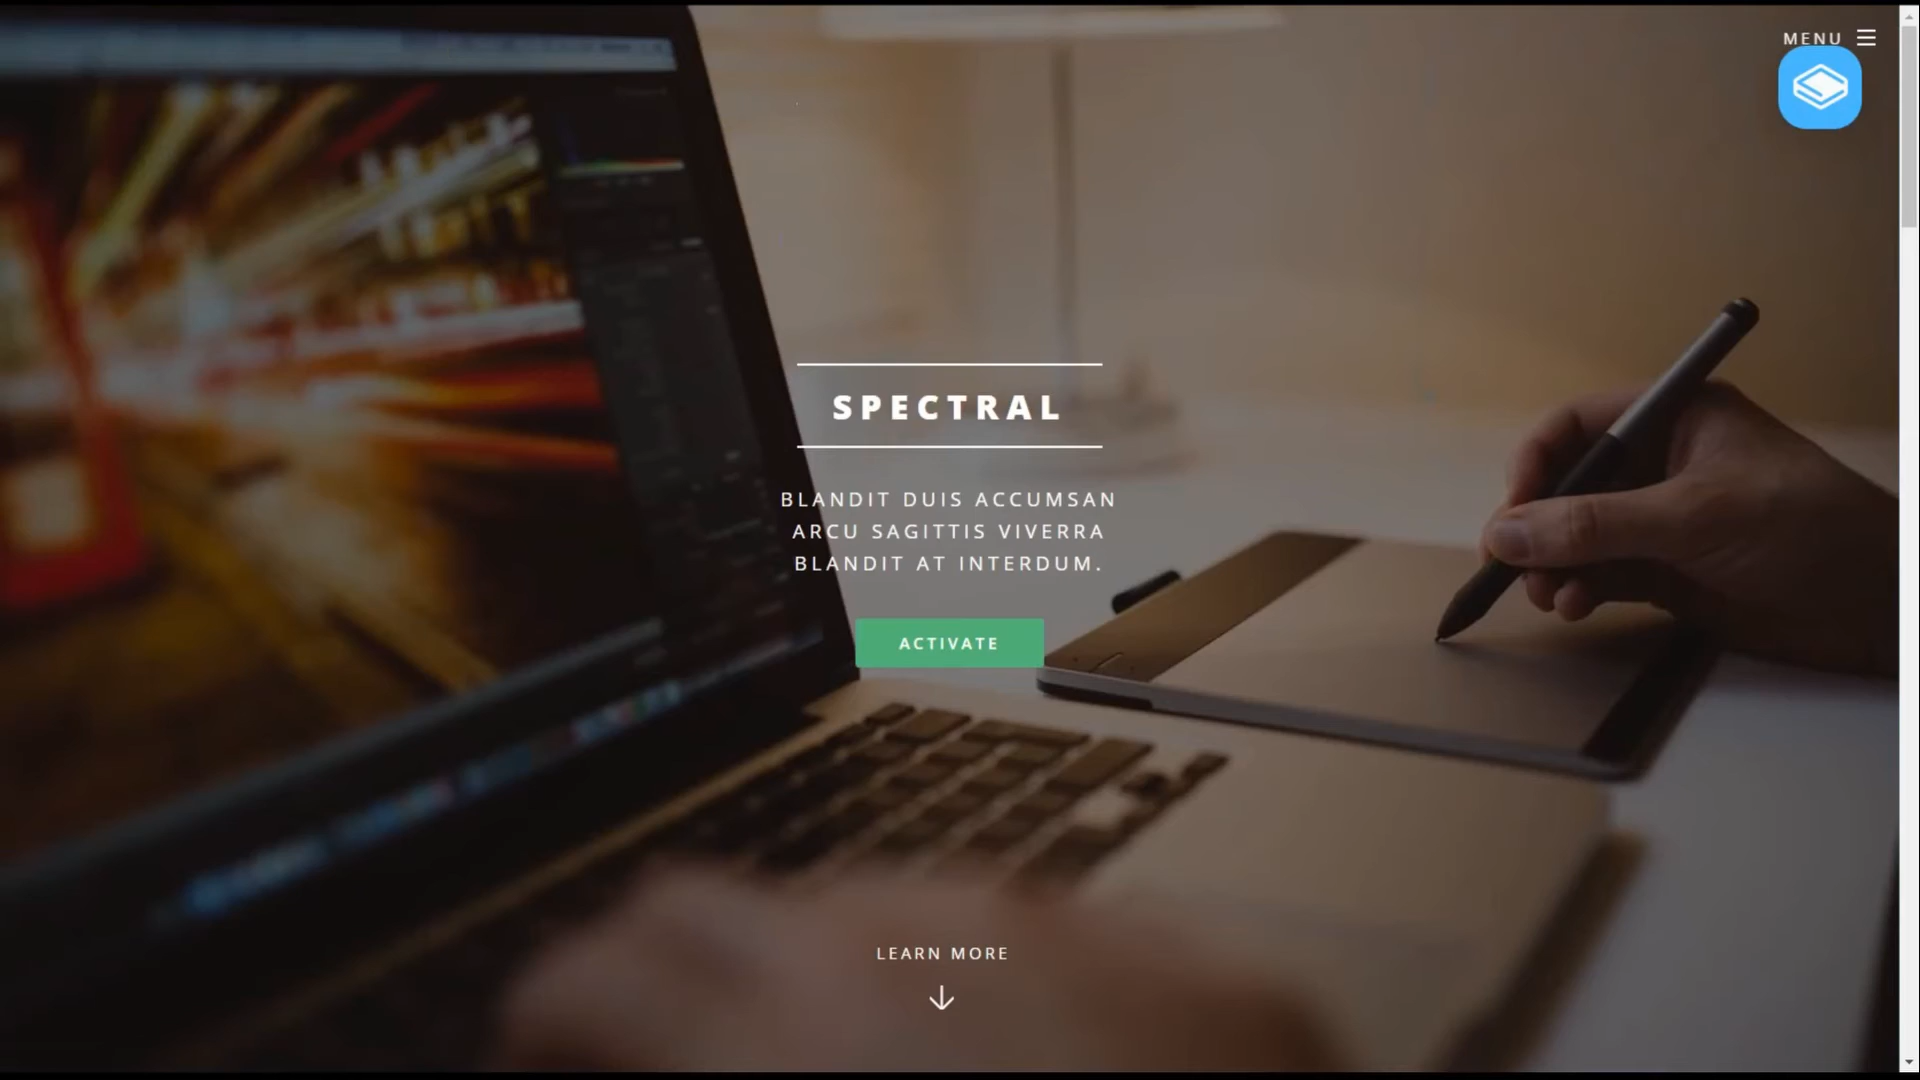 MENU
SPECTRAL
BLANDIT DUIS ACCUMSAN
ARCU SAGITTIS VIVERRA
BLANDIT AT INTERDUM.
ACTIVATE
LEARN MORE